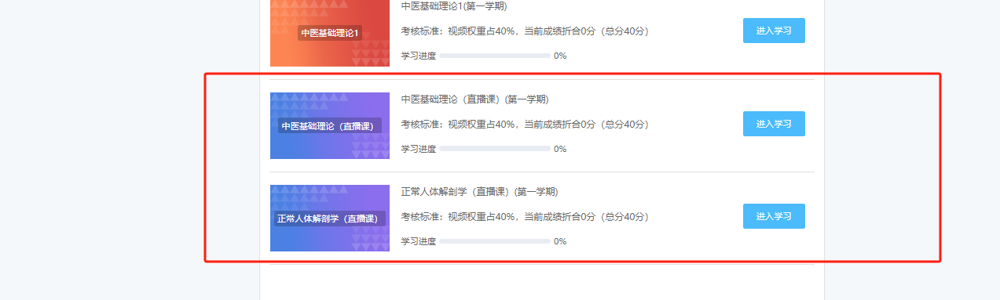 中医基础理论1(第一学期)
中医基础理论1
考核标准：视频权重占40%，当前成绩折合0分（总分40分）
进入学习
学习进度 0%
中医基础理论（直播课）(第一学期)
中医基础理论（直播课）
考核标准：视频权重占40%，当前成绩折合0分（总分40分）
进入学习
学习进度 0%
正常人体解剖学（直播课）(第一学期)
正常人体解剖学（直播课）
考核标准：视频权重占40%，当前成绩折合0分（总分40分）
进入学习
学习进度 0%